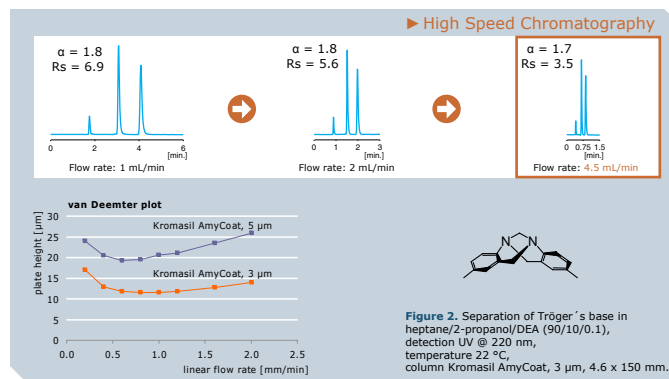 ► High Speed Chromatography
α = 1.8
Rs = 6.9
0 2 4 6
[min.]
Flow rate: 1 mL/min
α = 1.8
Rs = 5.6
0 1 2 3
[min.]
Flow rate: 2 mL/min
α = 1.7
Rs = 3.5
0 0.75 1.5
[min.]
Flow rate: 4.5 mL/min
van Deemter plot
plate height [µm]
30
25
20
15
10
5
0
Kromasil AmyCoat, 5 µm
Kromasil AmyCoat, 3 µm
0.0 0.5 1.0 1.5 2.0 2.5
linear flow rate [mm/min]
N N
Figure 2. Separation of Tröger´s base in
heptane/2-propanol/DEA (90/10/0.1),
detection UV @ 220 nm,
temperature 22 °C,
column Kromasil AmyCoat, 3 µm, 4.6 x 150 mm.